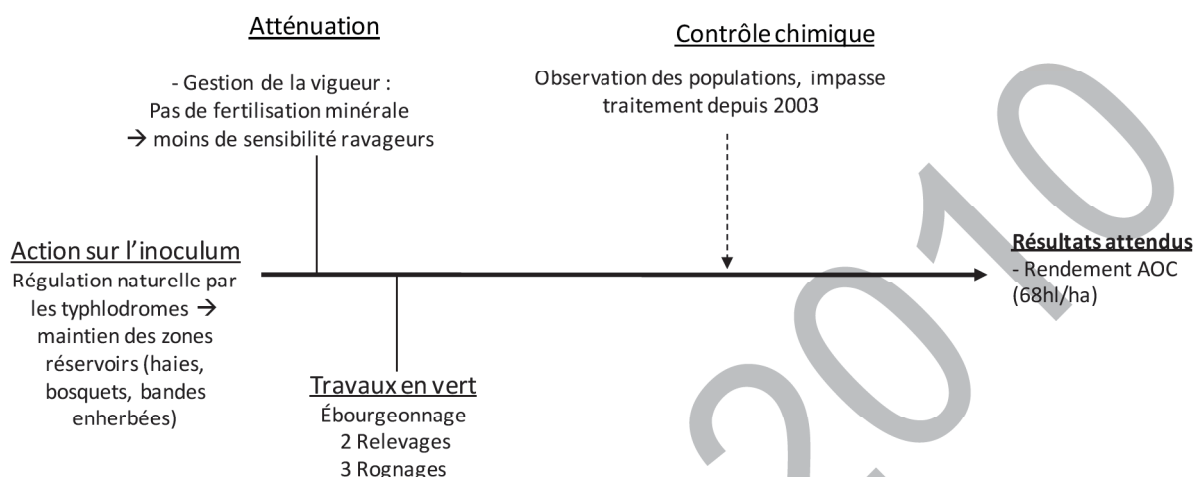 Atténuation
- Gestion de la vigueur :
Pas de fertilisation minérale
→ moins de sensibilité ravageurs
Contrôle chimique
Observation des populations, impasse
traitement depuis 2003
Action sur l'inoculum
Régulation naturelle par
les typhlodromes →
maintien des zones
réservoirs (haies,
bosquets, bandes
enherbées)
Travaux en vert
Ébourgeonnage
2 Relevages
3 Rognages
Résultats attendus
- Rendement AOC
(68hl/ha)
2010